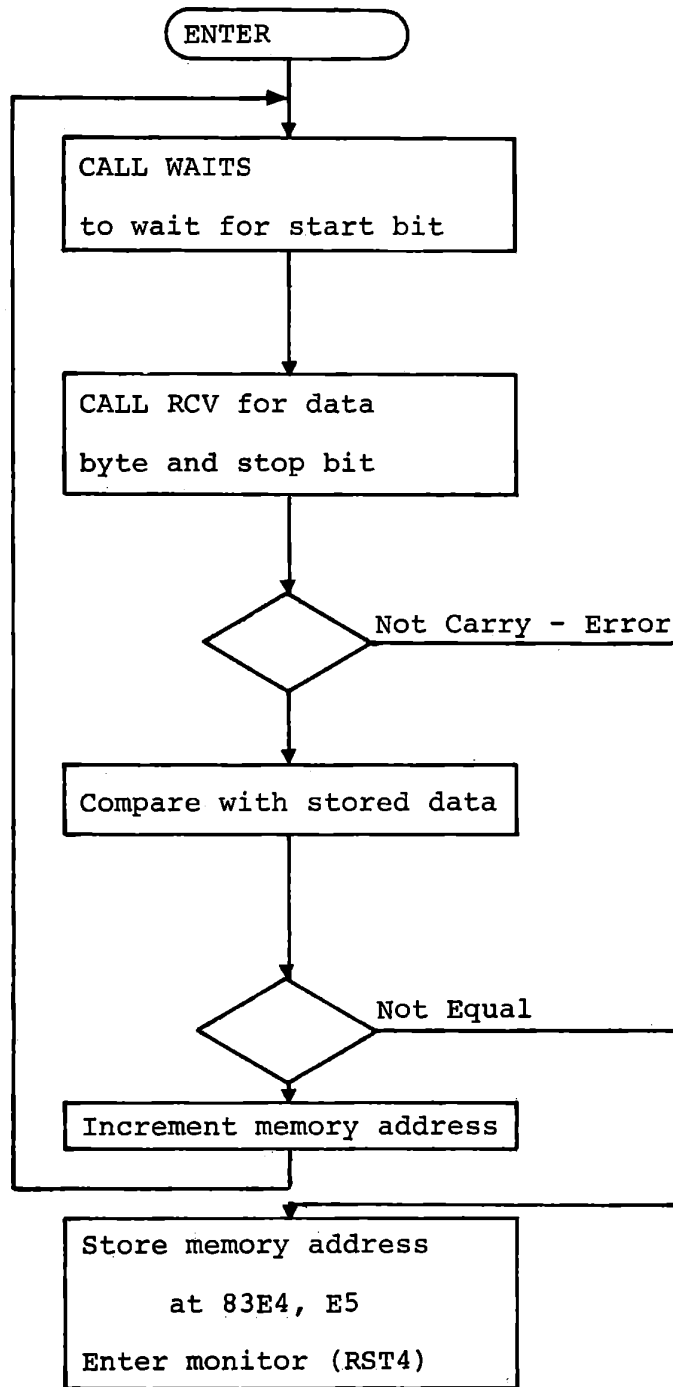 ENTER
CALL WAITS
to wait for start bit
CALL RCV for data
byte and stop bit
Not Carry - Error
Compare with stored data
Not Equal
Increment memory address
Store memory address
at 83E4, E5
Enter monitor (RST4)